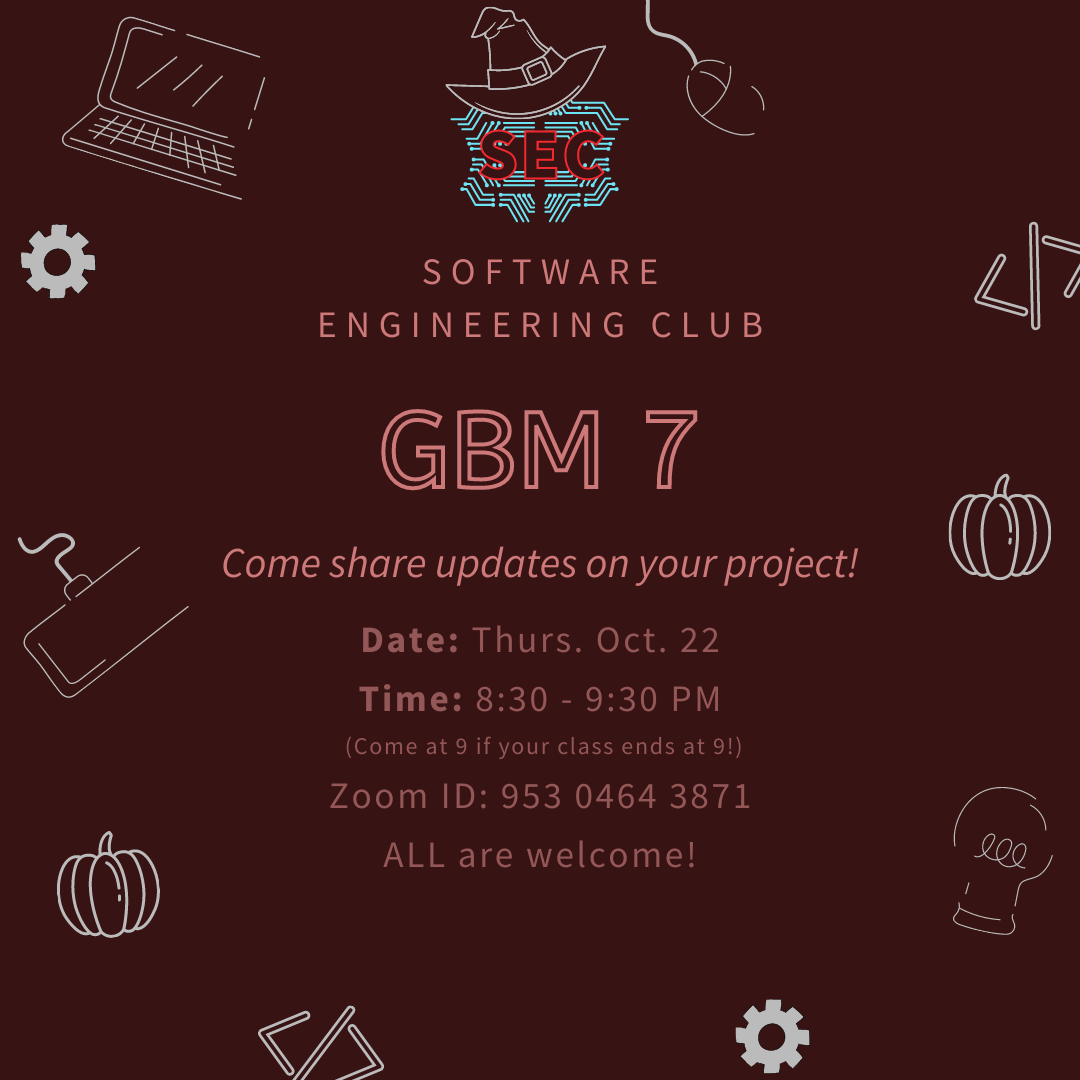 SEC
SOFTWARE
ENGINEERING CLUB
GBM 7
Come share updates on your project!
Date: Thurs. Oct. 22
Time: 8:30 - 9:30 PM
(Come at 9 if your class ends at 9!)
Zoom ID: 953 0464 3871
ALL are welcome!